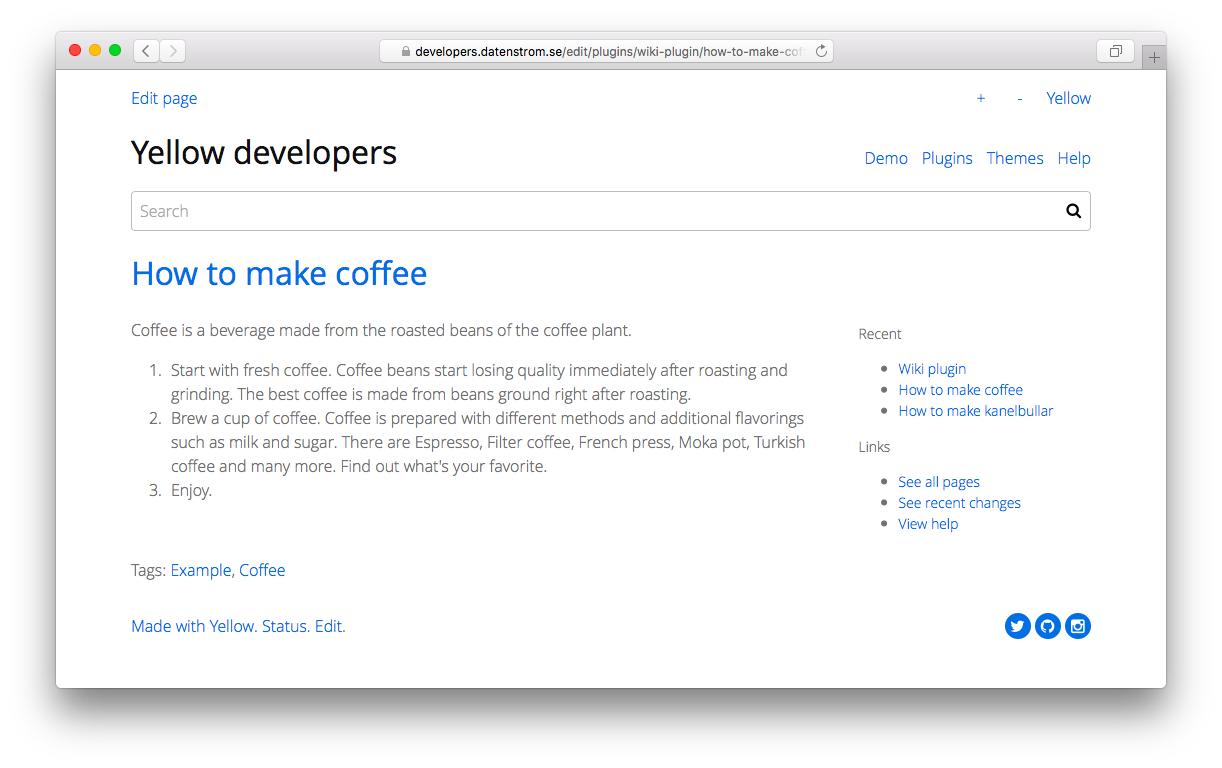 developers.datenstrom.se/edit/plugins/wiki-plugin/how-to-make-cof
Edit page
+ - Yellow
Yellow developers
Demo Plugins Themes Help
Search
How to make coffee
Coffee is a beverage made from the roasted beans of the coffee plant.
1. Start with fresh coffee. Coffee beans start losing quality immediately after roasting and
grinding. The best coffee is made from beans ground right after roasting.
2. Brew a cup of coffee. Coffee is prepared with different methods and additional flavorings
such as milk and sugar. There are Espresso, Filter coffee, French press, Moka pot, Turkish
coffee and many more. Find out what's your favorite.
3. Enjoy.
Recent
Wiki plugin
How to make coffee
How to make kanelbullar
Links
See all pages
See recent changes
View help
Tags: Example, Coffee
Made with Yellow. Status. Edit.